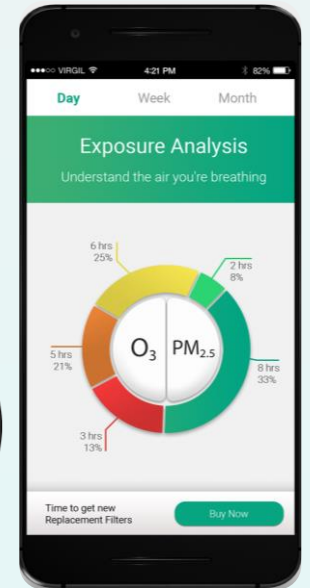 VIRGIL 4:21 PM 82%
Day Week Month
Exposure Analysis
Understand the air you're breathing
6 hrs
25%
2 hrs
8%
5 hrs
21%
O₃ PM₂.₅
8 hrs
33%
3 hrs
13%
Time to get new
Replacement Filters
Buy Now